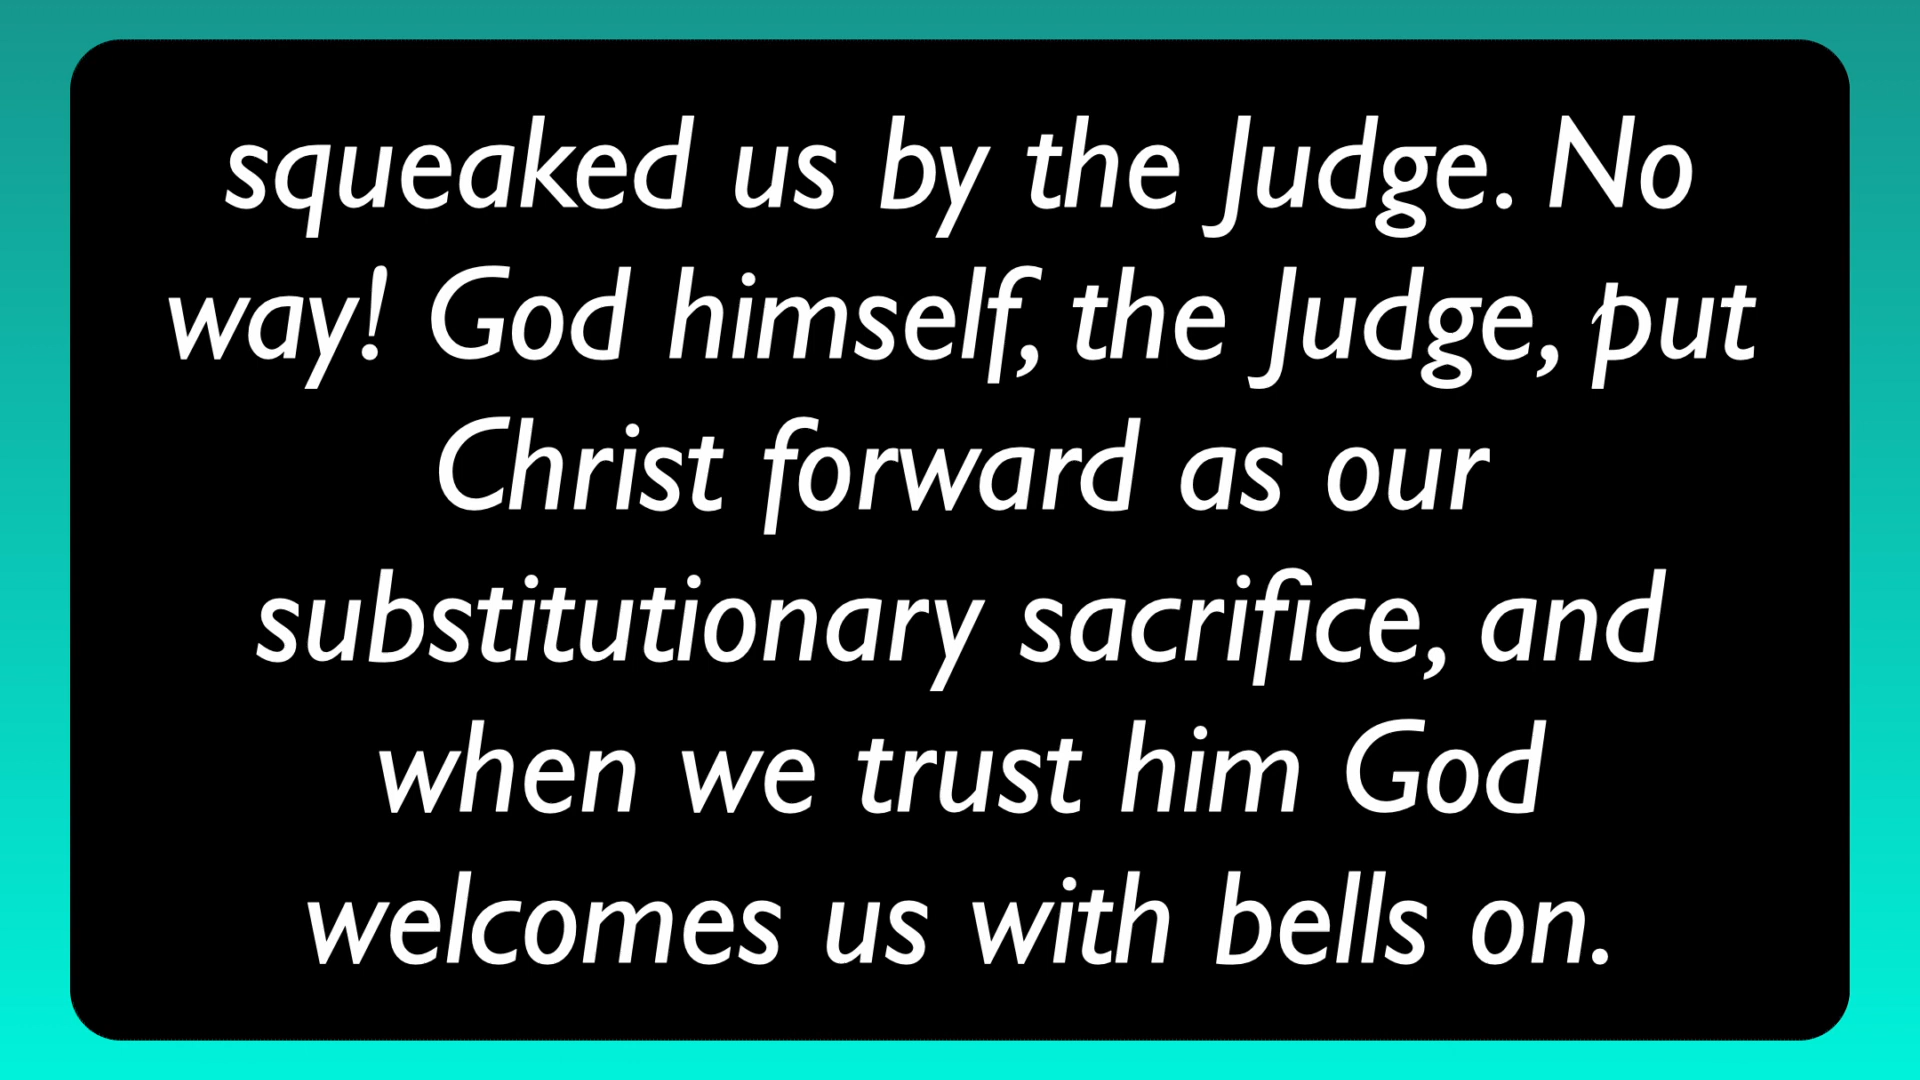 squeaked us by the Judge. No
way! God himself, the Judge, put
Christ forward as our
substitutionary sacrifice, and
when we trust him God
welcomes us with bells on.